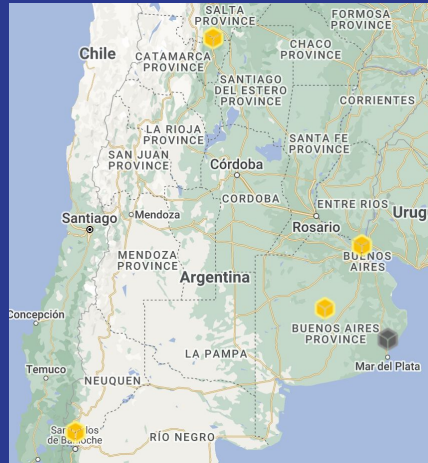 SALTA
PROVINCE
FORMOSA
PROVINCE
Chile
CATAMARCA
PROVINCE
CHACO
PROVINCE
SANTIAGO
DEL ESTERO
PROVINCE
CORRIENTES
LA RIOJA
PROVINCE
SANTA FE
PROVINCE
SAN JUAN
PROVINCE
Córdoba
CORDOBA
ENTRE RIOS
Santiago
Mendoza
Rosario
Urug
MENDOZA
PROVINCE
BUENOS
AIRES
Argentina
Concepción
BUENOS AIRES
PROVINCE
LA PAMPA
Mar del Plata
Temuco
NEUQUEN
RÍO NEGRO